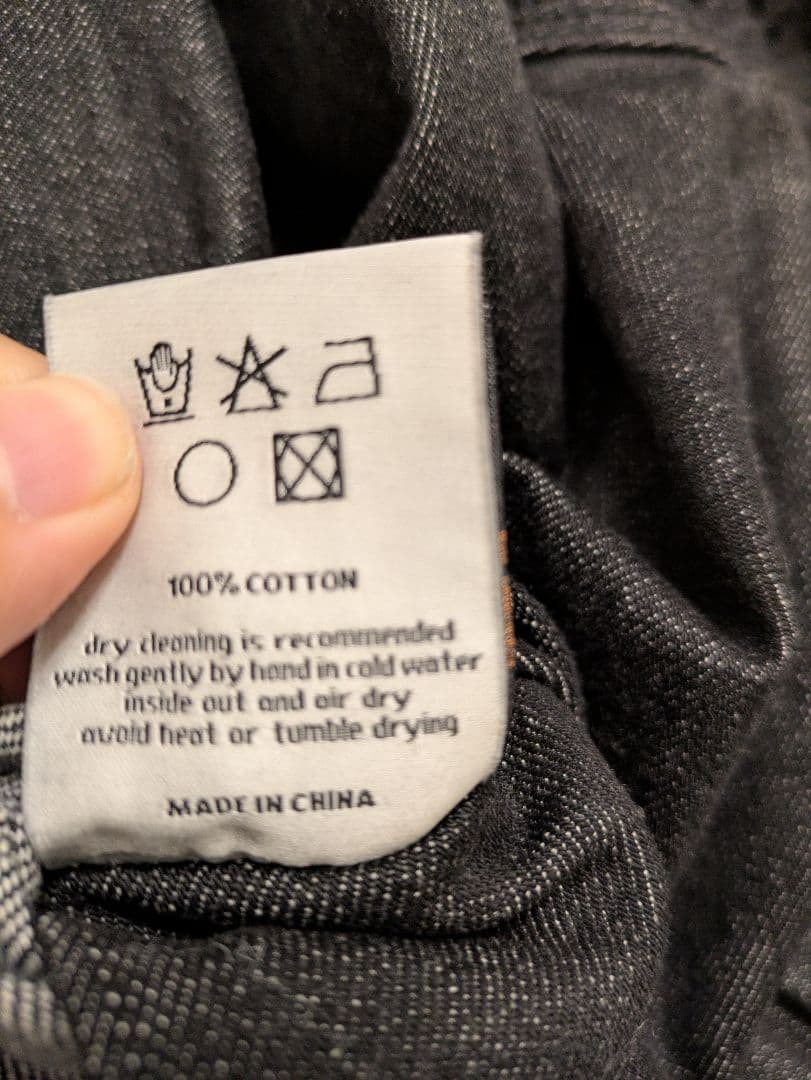 100% COTTON
dry cleaning is recommended
wash gently by hand in cold water
inside out and air dry
avoid heat or tumble drying
MADE IN CHINA